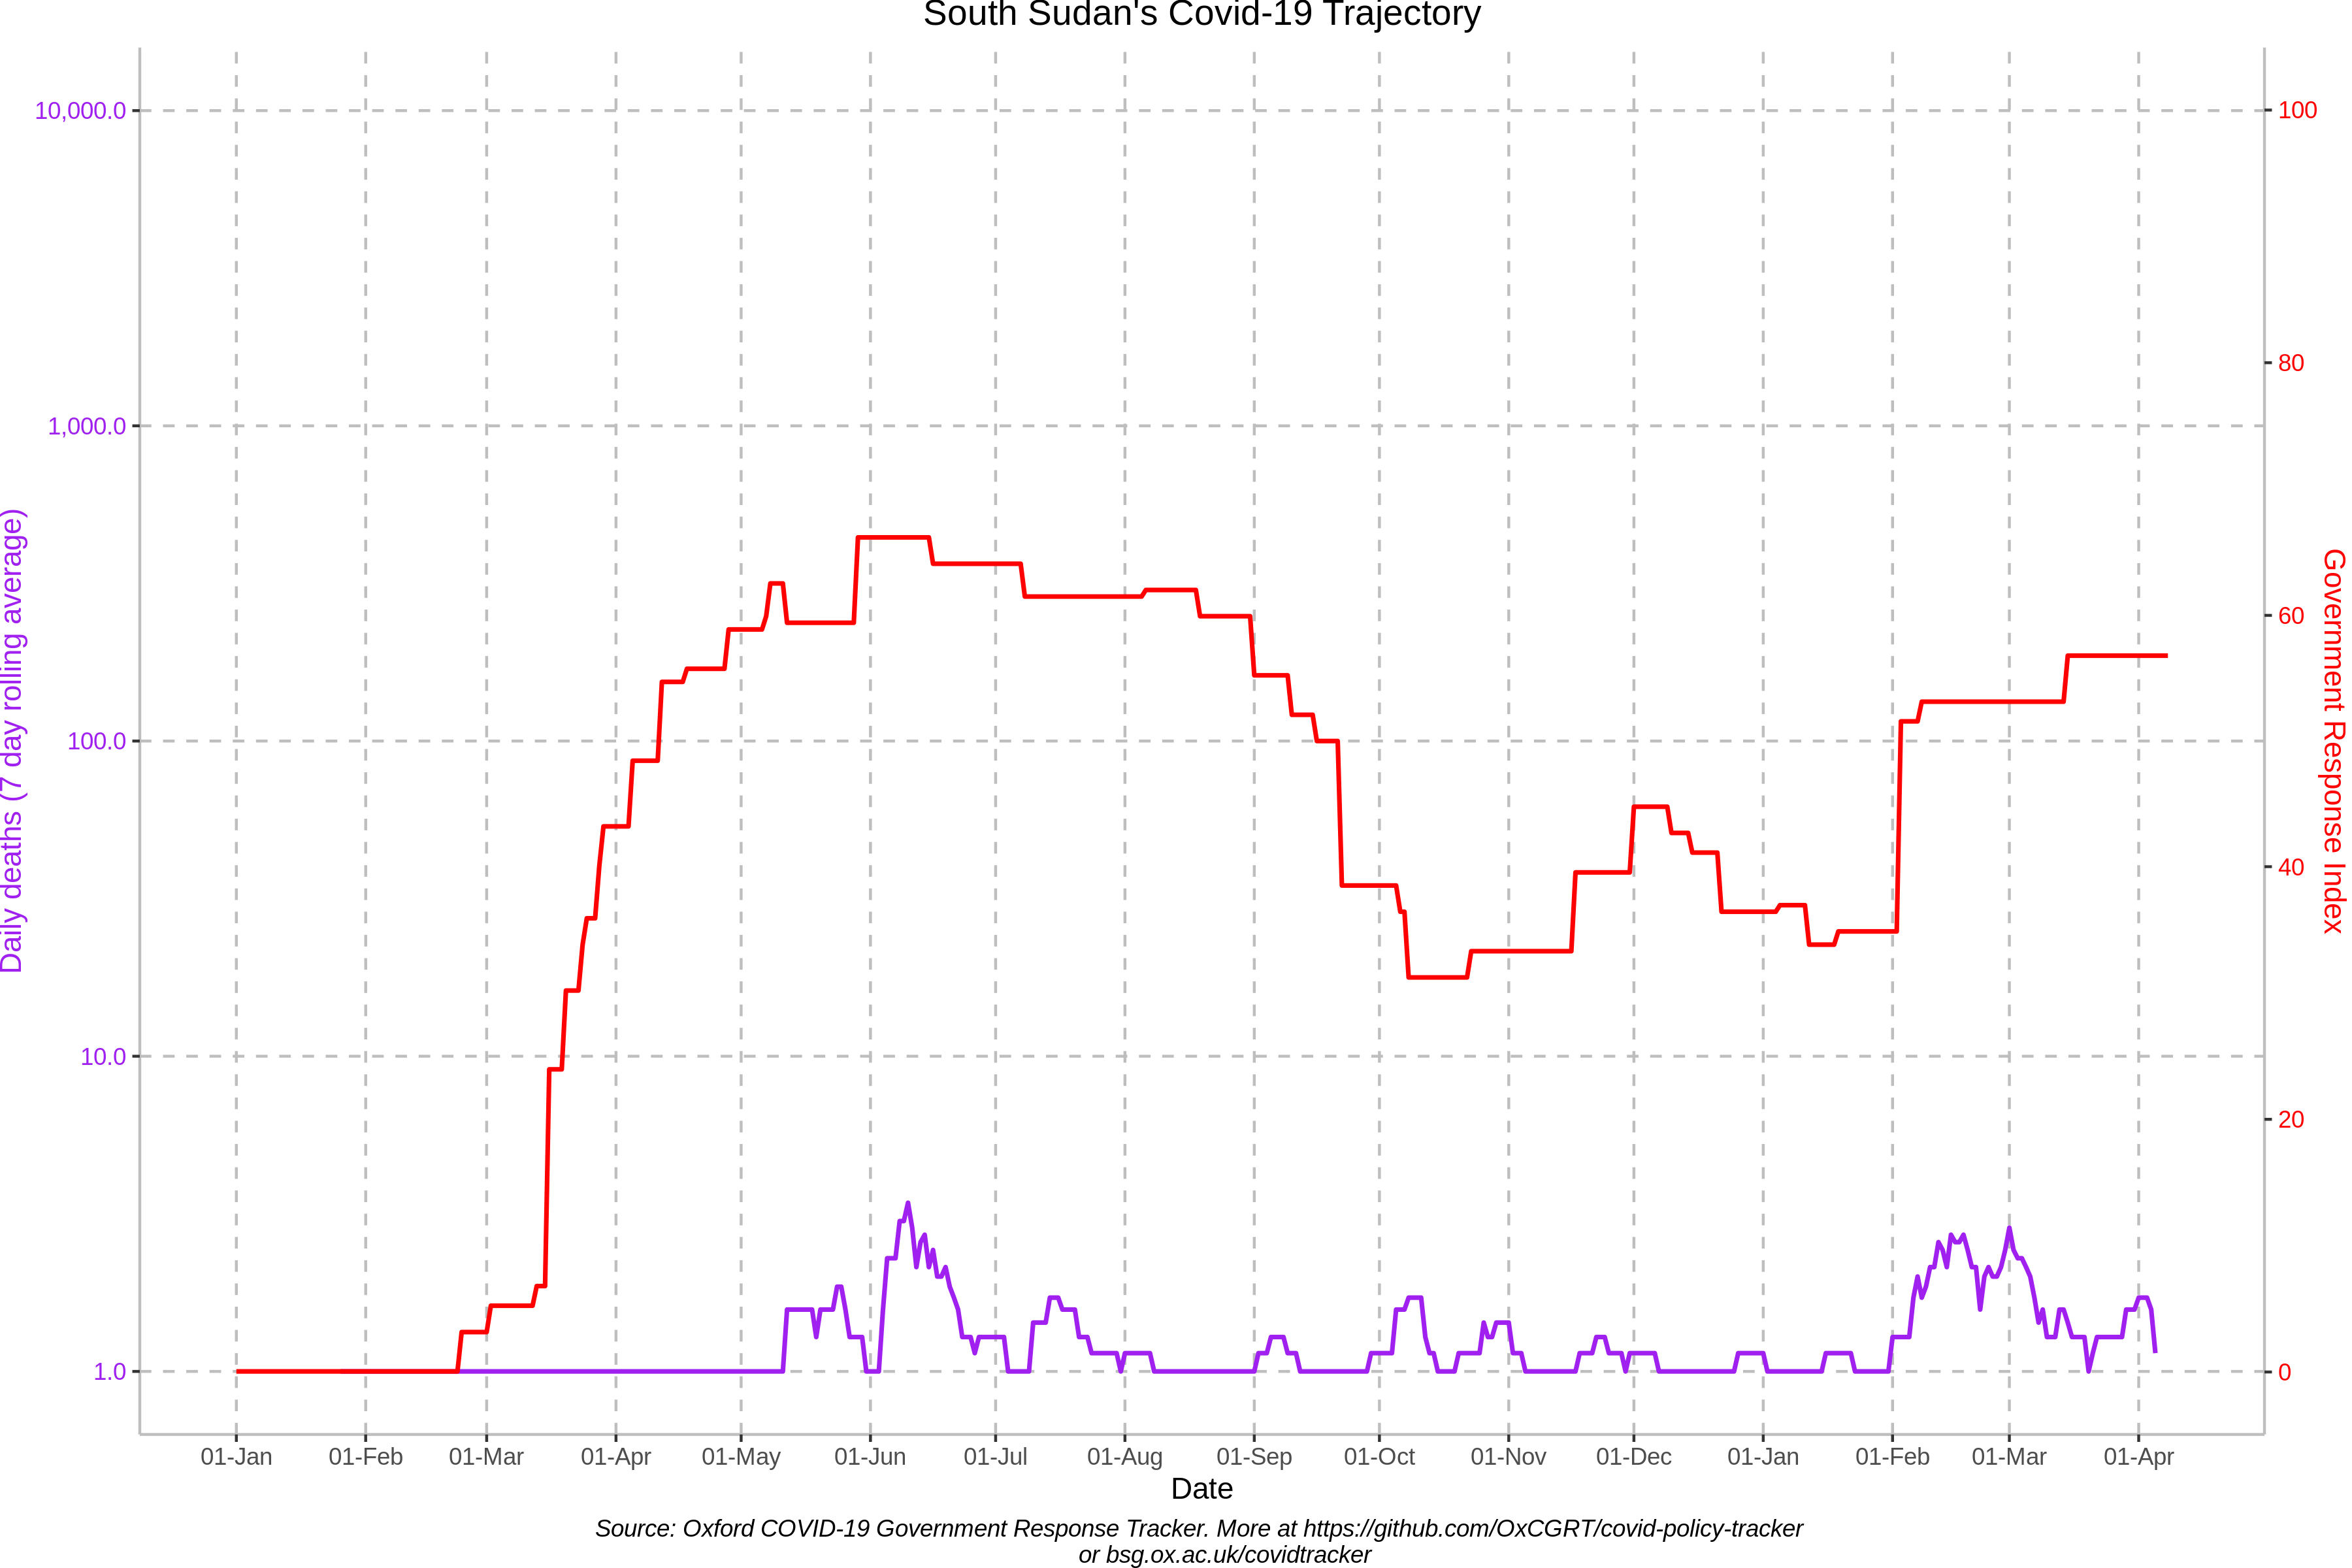 South Sudan's Covid-19 Trajectory
10,000.0
1,000.0
100.0
10.0
1.0
Daily deaths (7 day rolling average)
100
80
60
40
20
0
Government Response Index
01-Jan 01-Feb 01-Mar 01-Apr 01-May 01-Jun 01-Jul 01-Aug 01-Sep 01-Oct 01-Nov 01-Dec 01-Jan 01-Feb 01-Mar 01-Apr
Date
Source: Oxford COVID-19 Government Response Tracker. More at https://github.com/OxCGRT/covid-policy-tracker
or bsg.ox.ac.uk/covidtracker